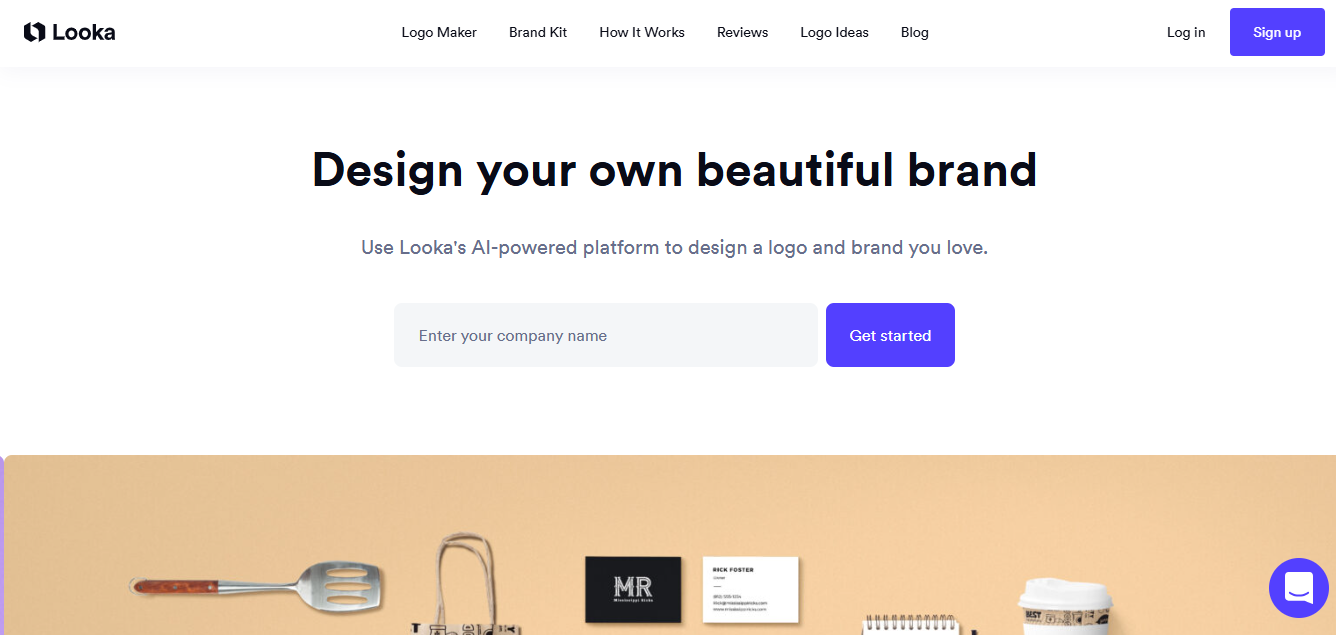 Looka
Logo Maker
Brand Kit
How It Works
Reviews
Logo Ideas
Blog
Log in
Sign up
Design your own beautiful brand
Use Looka's AI-powered platform to design a logo and brand you love.
Enter your company name
Get started
MR
Mississippi Ricks
RICK FOSTER
Owner
BEST